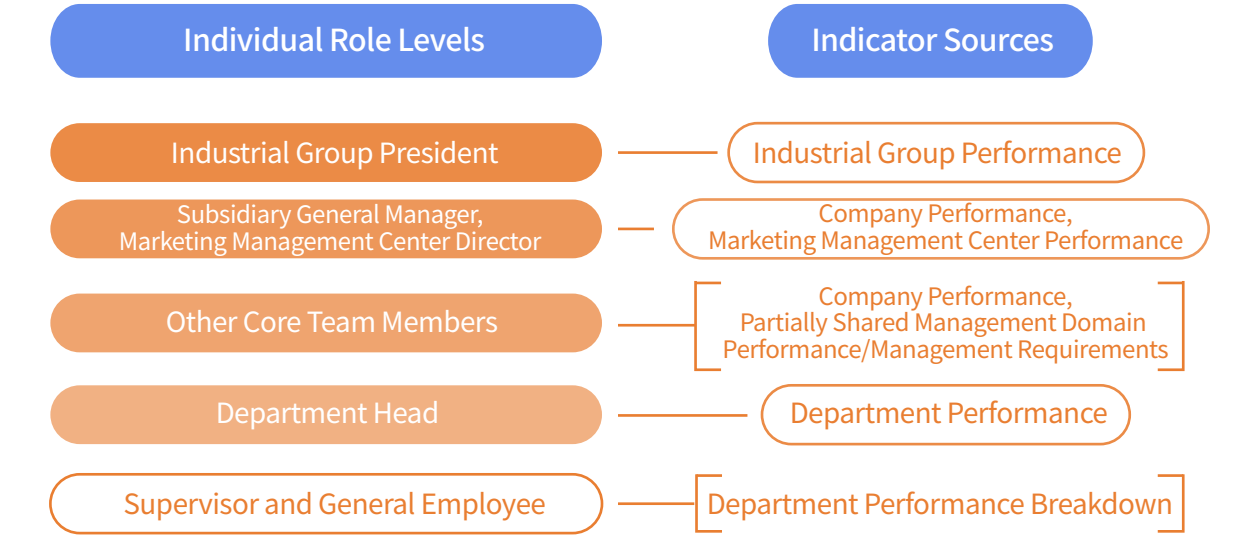 Individual Role Levels
Indicator Sources
Industrial Group President
Industrial Group Performance
Subsidiary General Manager,
Marketing Management Center Director
Company Performance,
Marketing Management Center Performance
Other Core Team Members
Company Performance,
Partially Shared Management Domain
Performance/Management Requirements
Department Head
Department Performance
Supervisor and General Employee
Department Performance Breakdown